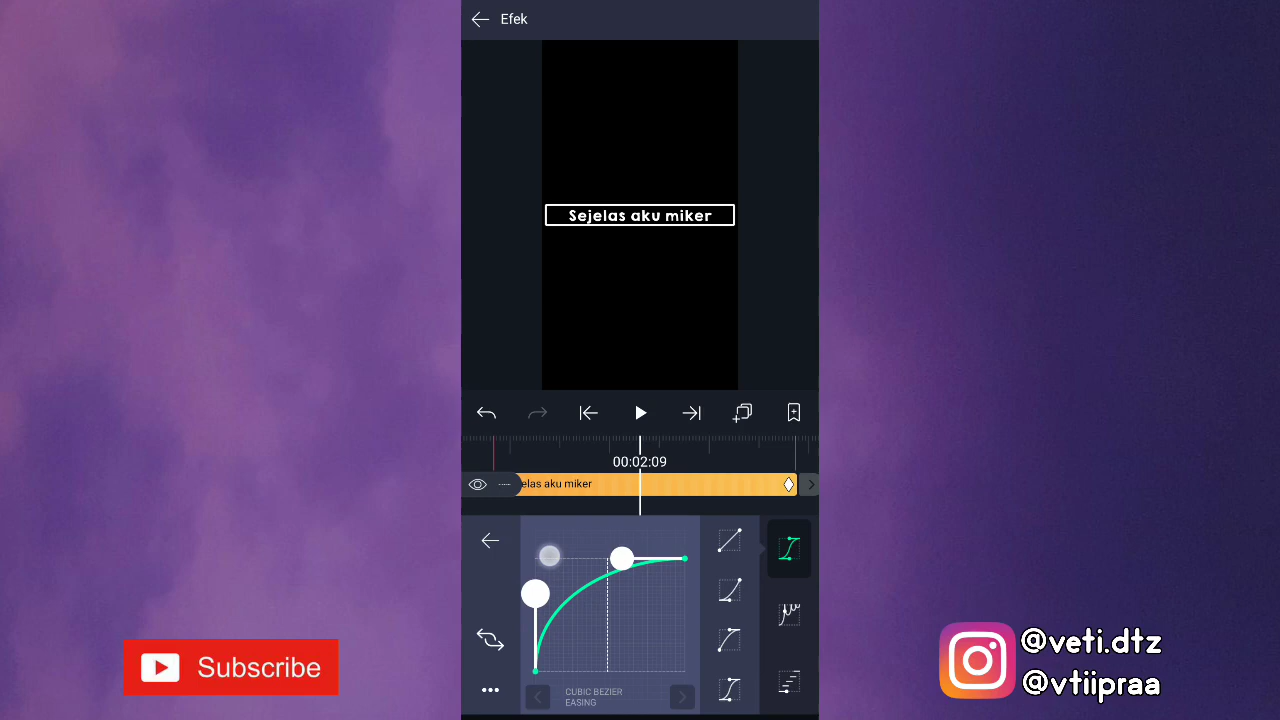 Efek
Sejelas aku miker
00:02:09
elas aku miker
CUBIC BEZIER
EASING
Subscribe
@veti.dtz
@vtiipraa